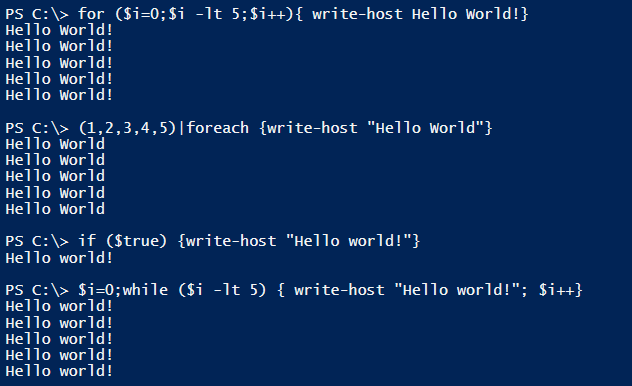 PS C:\> for ($i=0;$i -lt 5;$i++){ write-host Hello World!}
Hello World!
Hello World!
Hello World!
Hello World!
Hello World!
PS C:\> (1,2,3,4,5)|foreach {write-host "Hello World"}
Hello World
Hello World
Hello World
Hello World
Hello World
PS C:\> if ($true) {write-host "Hello world!"}
Hello world!
PS C:\> $i=0;while ($i -lt 5) { write-host "Hello world!"; $i++}
Hello world!
Hello world!
Hello world!
Hello world!
Hello world!